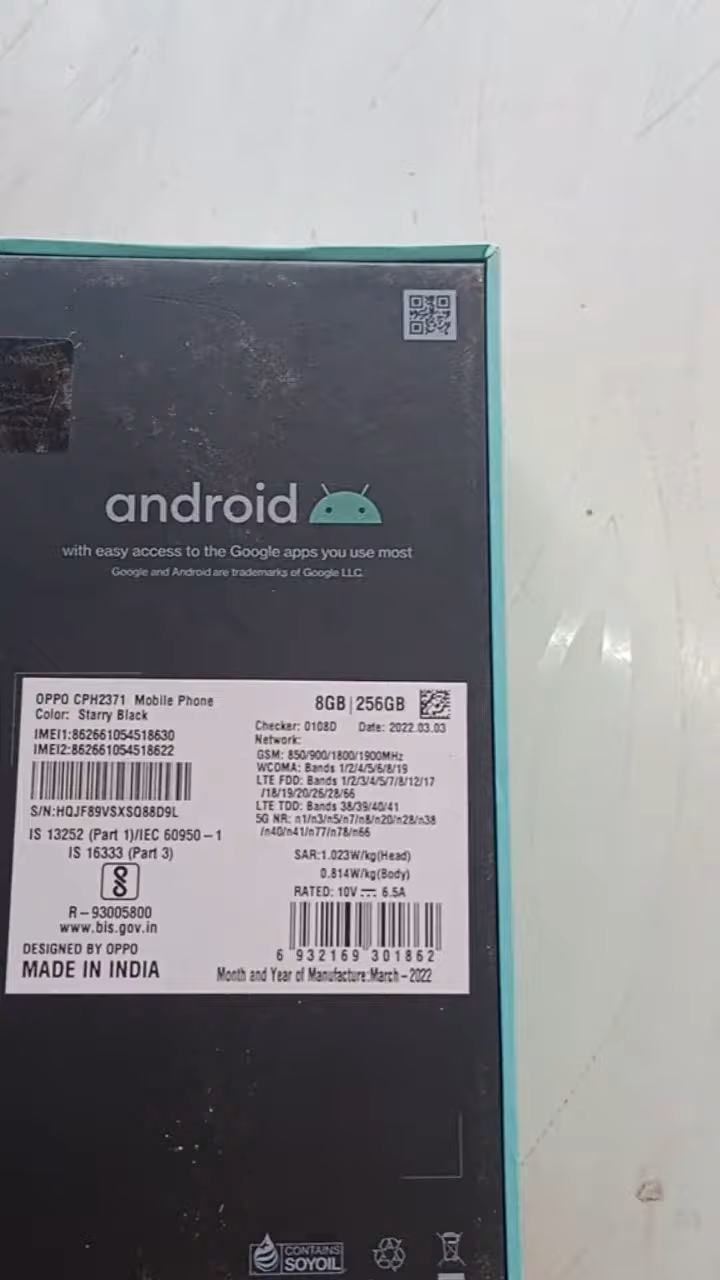 android
with easy access to the Google apps you use most
Google and Android are trademarks of Google LLC.
OPPO CPH2371 Mobile Phone
Color: Starry Black
IMEI1:862661054518630
IMEI2:862661054518622
S/N:HQJF89VSXSQ88D9L
IS 13252 (Part 1)/IEC 60950-1
IS 16333 (Part 3)
R-93005800
www.bis.gov.in
DESIGNED BY OPPO
MADE IN INDIA
8GB|256GB
Checker: 0108D Date: 2022.03.03
Network:
GSM: 850/900/1800/1900MHz
WCDMA: Bands 1/2/4/5/6/8/19
LTE FDD: Bands 1/2/3/4/5/7/8/12/17
/18/19/20/26/28/66
LTE TDD: Bands 38/39/40/41
5G NR: n1/n3/n5/n7/n8/n20/n28/n38
/n40/n41/n77/n78/n66
SAR:1.023W/kg(Head)
0.814W/kg(Body)
RATED: 10V⎓ 6.5A
6 932169 301862
Month and Year of Manufacture:March-2022
CONTAINS
SOYOIL